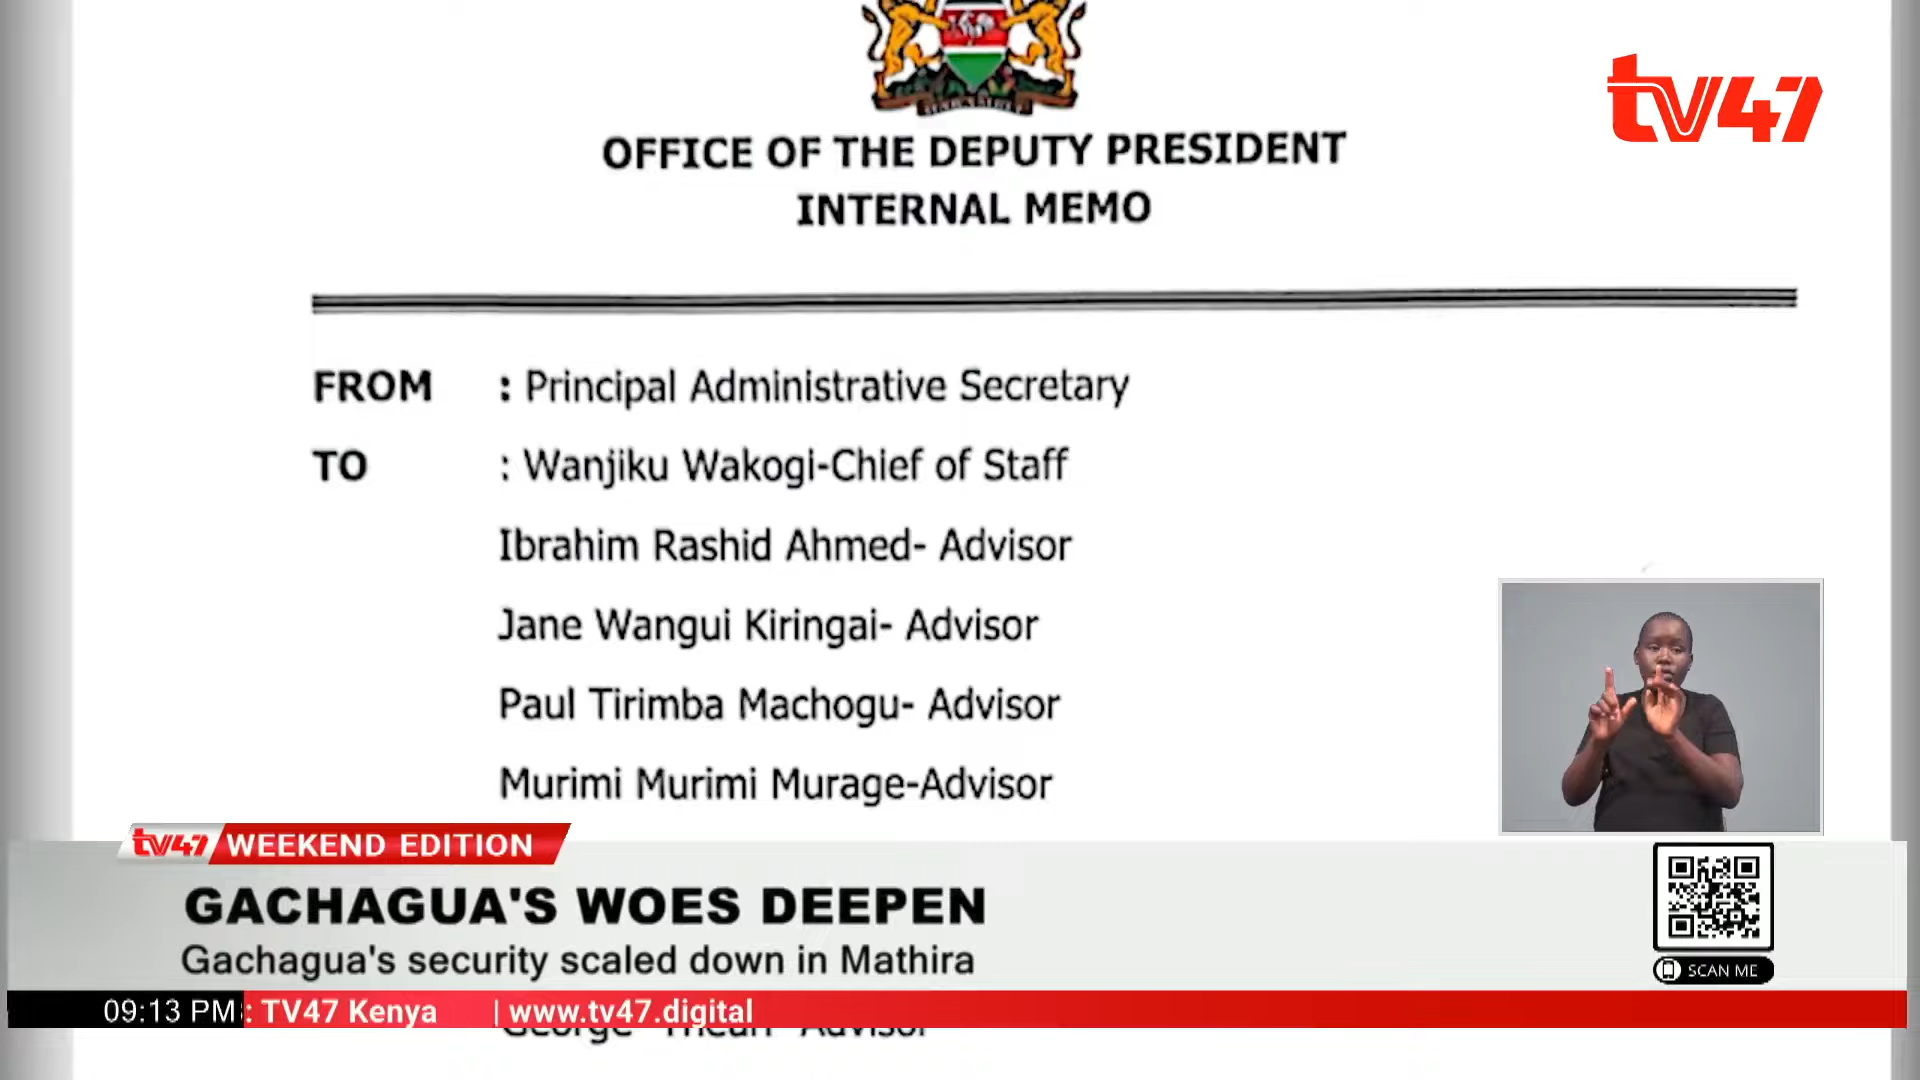 tv47
OFFICE OF THE DEPUTY PRESIDENT
INTERNAL MEMO
FROM : Principal Administrative Secretary
TO : Wanjiku Wakogi-Chief of Staff
Ibrahim Rashid Ahmed- Advisor
Jane Wangui Kiringai- Advisor
Paul Tirimba Machogu- Advisor
Murimi Murimi Murage-Advisor
tv47 WEEKEND EDITION
GACHAGUA'S WOES DEEPEN
Gachagua's security scaled down in Mathira
SCAN ME
09:13 PM : TV47 Kenya | www.tv47.digital
George Advisor